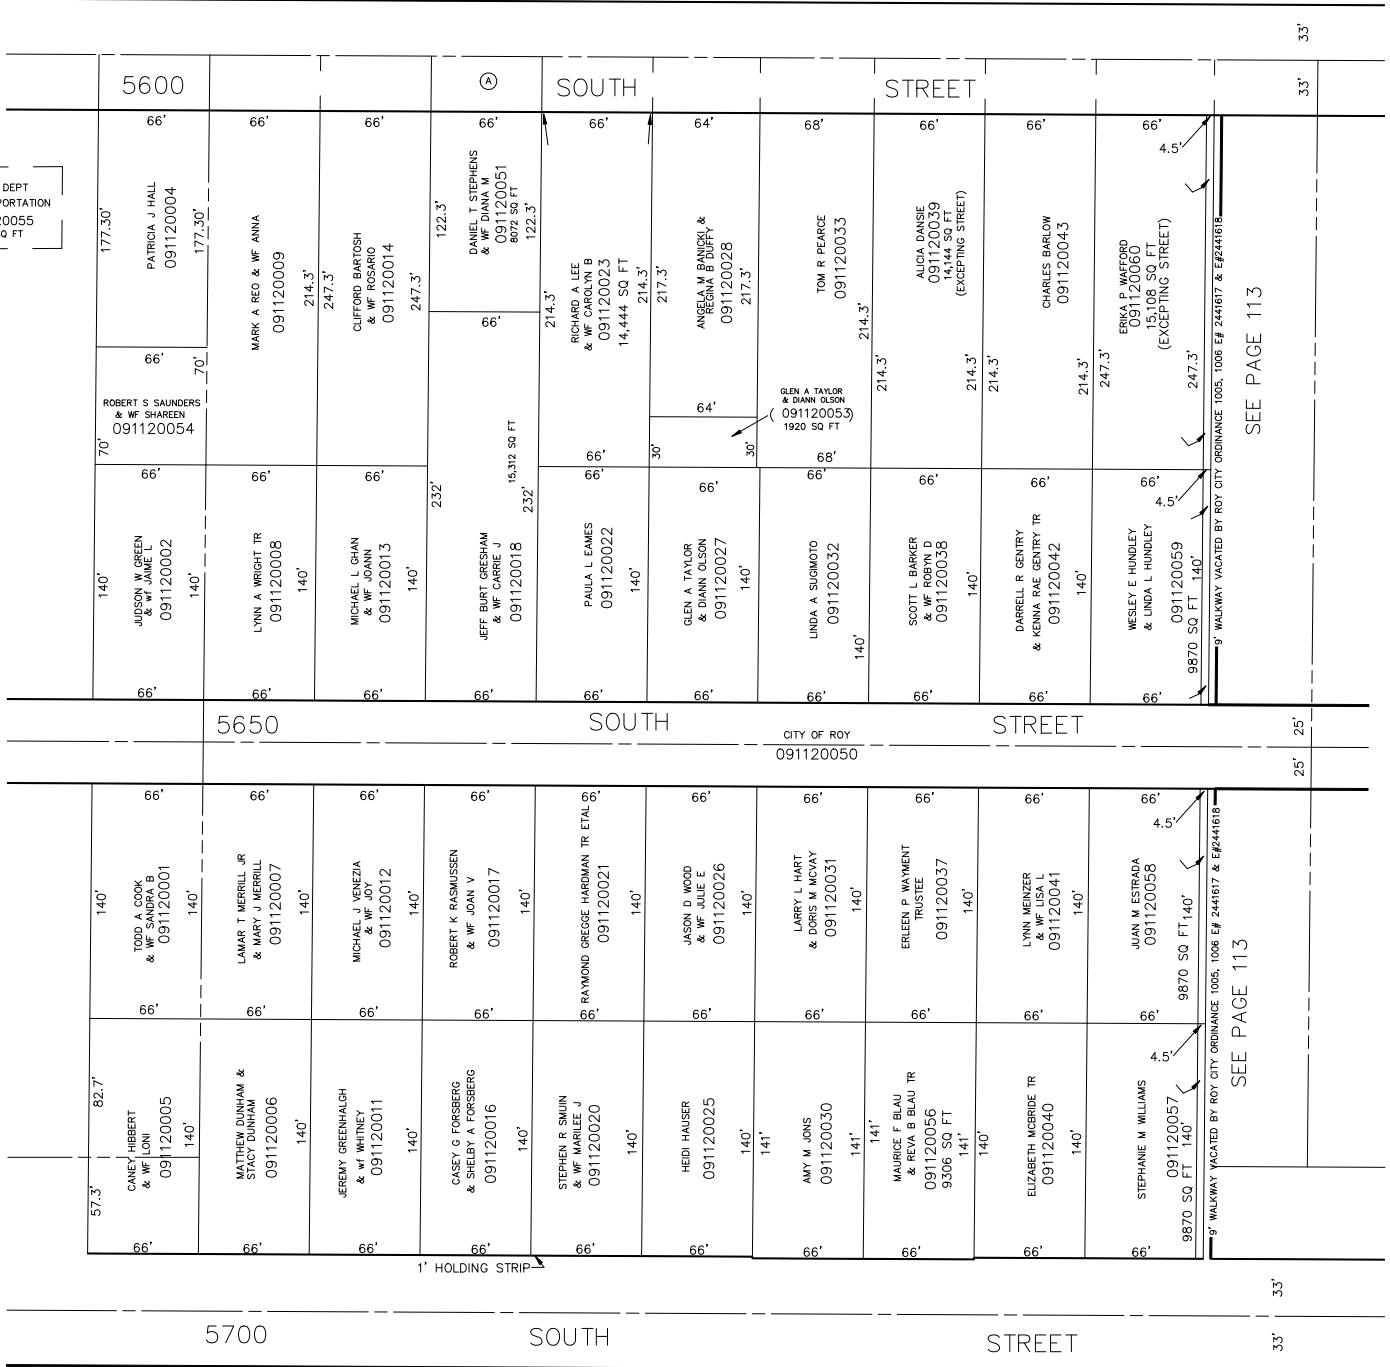 33'
33'
5600 SOUTH STREET
A
DEPT
PORTATION
20055
Q FT
66'
177.30'
PATRICIA J HALL
091120004
177.30'
66'
70'
ROBERT S SAUNDERS
& WF SHAREEN
091120054
70'
66'
MARK A REO & WF ANNA
091120009
214.3'
247.3'
66'
CLIFFORD BARTOSH
& WF ROSARIO
091120014
247.3'
66'
122.3'
DANIEL T STEPHENS
& WF DIANA M
091120051
8072 SQ FT
122.3'
66'
15,312 SQ FT
232'
232'
66'
214.3'
RICHARD A LEE
& WF CAROLYN B
091120023
14,444 SQ FT
214.3'
66'
64'
217.3'
ANGELA M BANICKI &
REGINA B DUFFY
091120028
217.3'
64'
30'
30'
GLEN A TAYLOR
& DIANN OLSON
( 091120053)
1920 SQ FT
68'
TOM R PEARCE
091120033
214.3'
68'
66'
214.3'
ALICIA DANSIE
091120039
14,144 SQ FT
(EXCEPTING STREET)
214.3'
66'
214.3'
CHARLES BARLOW
091120043
214.3'
66'
4.5'
247.3'
ERIKA P WAFFORD
091120060
15,108 SQ FT
(EXCEPTING STREET)
247.3'
9' WALKWAY VACATED BY ROY CITY ORDINANCE 1005, 1006 E# 2441617 & E#2441618
SEE PAGE 113
66'
140'
JUDSON W GREEN
& wf JAIME L
091120002
140'
66'
66'
LYNN A WRIGHT TR
091120008
140'
66'
66'
MICHAEL L GHAN
& WF JOANN
091120013
140'
66'
JEFF BURT GRESHAM
& WF CARRIE J
091120018
66'
66'
PAULA L EAMES
091120022
140'
66'
66'
GLEN A TAYLOR
& DIANN OLSON
091120027
140'
66'
66'
LINDA A SUGIMOTO
091120032
140'
66'
66'
SCOTT L BARKER
& WF ROBYN D
091120038
140'
66'
66'
DARRELL R GENTRY
& KENNA RAE GENTRY TR
091120042
140'
66'
66'
4.5'
WESLEY E HUNDLEY
& LINDA L HUNDLEY
091120059
9870 SQ FT 140'
66'
5650 SOUTH STREET
CITY OF ROY
091120050
25'
25'
66'
140'
TODD A COOK
& WF SANDRA B
091120001
140'
66'
66'
LAMAR T MERRILL JR
& MARY J MERRILL
091120007
140'
66'
66'
MICHAEL J VENEZIA
& WF JOY
091120012
140'
66'
66'
ROBERT K RASMUSSEN
& WF JOAN V
091120017
140'
66'
66'
RAYMOND GREGGE HARDMAN TR ETAL
091120021
140'
66'
66'
JASON D WOOD
& WF JULIE E
091120026
140'
66'
66'
LARRY L HART
& DORIS M MCVAY
091120031
140'
66'
66'
ERLEEN P WAYMENT
TRUSTEE
091120037
140'
66'
66'
LYNN MEINZER
& WF LISA L
091120041
140'
66'
66'
4.5'
JUAN M ESTRADA
091120058
9870 SQ FT 140'
66'
9' WALKWAY VACATED BY ROY CITY ORDINANCE 1005, 1006 E# 2441617 & E#2441618
SEE PAGE 113
82.7'
57.3'
CAREY HIBBERT
& WF LONI
091120005
140'
66'
MATTHEW DUNHAM &
STACY DUNHAM
091120006
140'
66'
JEREMY GREENHALGH
& wf WHITNEY
091120011
140'
66'
CASEY G FORSBERG
& SHELBY A FORSBERG
091120016
140'
66'
STEPHEN R SMUIN
& WF MARILEE J
091120020
140'
66'
HEIDI HAUSER
091120025
140'
66'
141'
AMY M JONS
091120030
141'
66'
141'
MAURICE F BLAU
& REVA B BLAU TR
091120056
9306 SQ FT
141'
66'
140'
ELIZABETH MCBRIDE TR
091120040
140'
66'
4.5'
STEPHANIE M WILLIAMS
091120057
9870 SQ FT 140'
66'
1' HOLDING STRIP
33'
5700 SOUTH STREET
33'